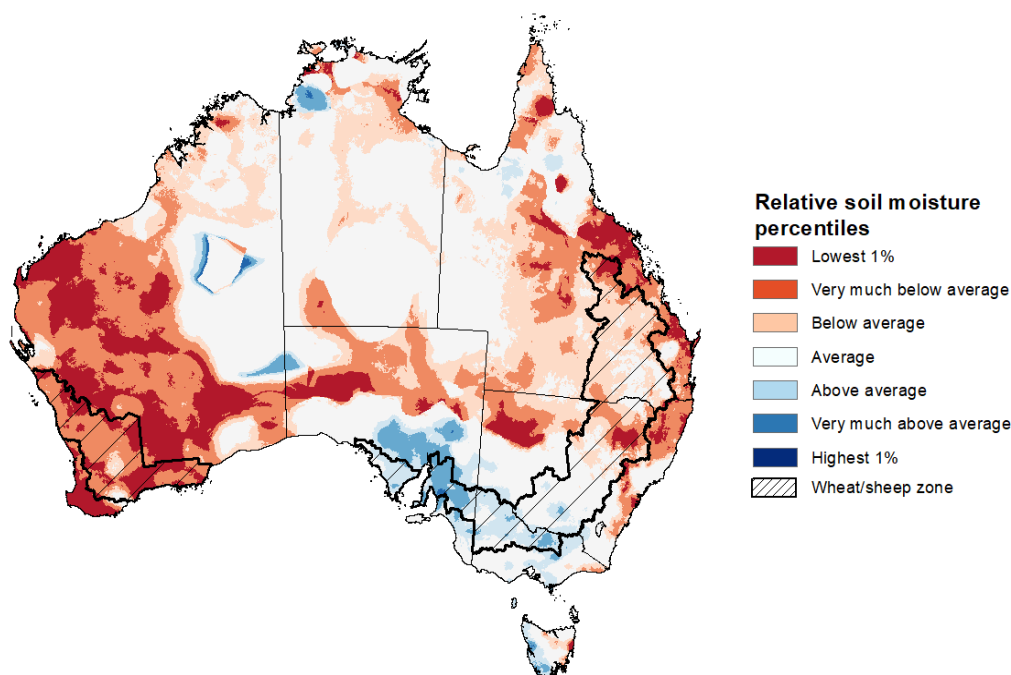 Relative soil moisture
percentiles
Lowest 1%
Very much below average
Below average
Average
Above average
Very much above average
Highest 1%
Wheat/sheep zone